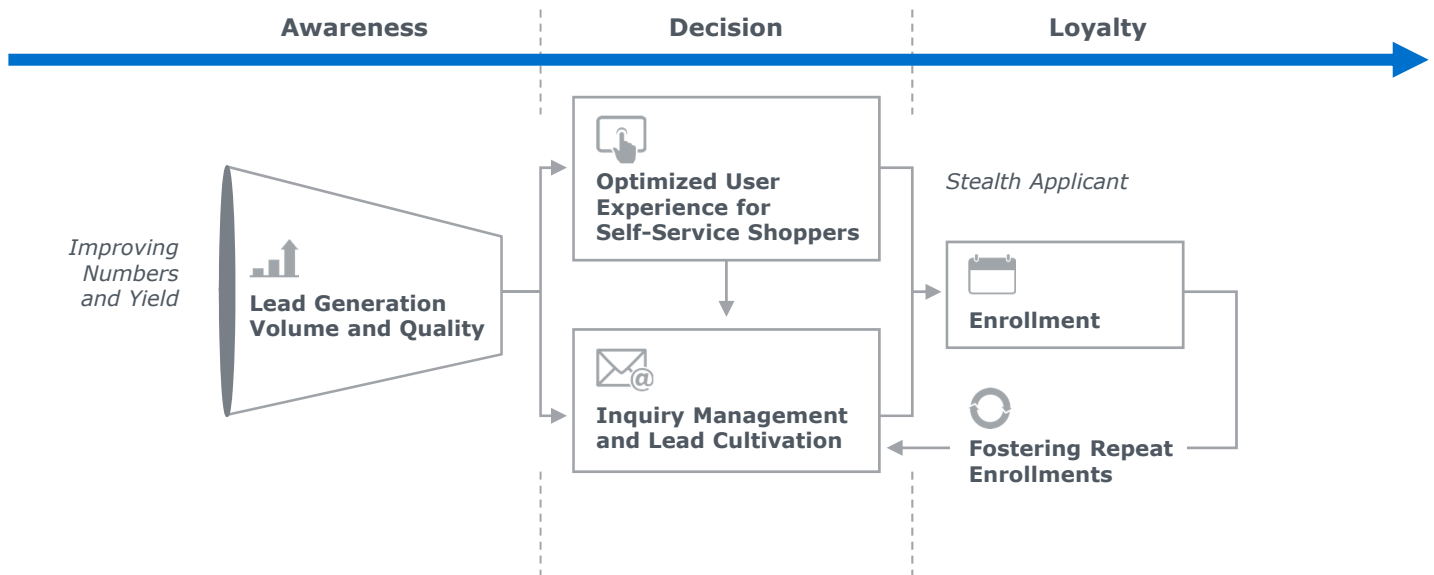 Awareness
Decision
Loyalty
Improving
Numbers
and Yield
Lead Generation
Volume and Quality
Optimized User
Experience for
Self-Service Shoppers
@
Inquiry Management
and Lead Cultivation
Stealth Applicant
Enrollment
Fostering Repeat
Enrollments